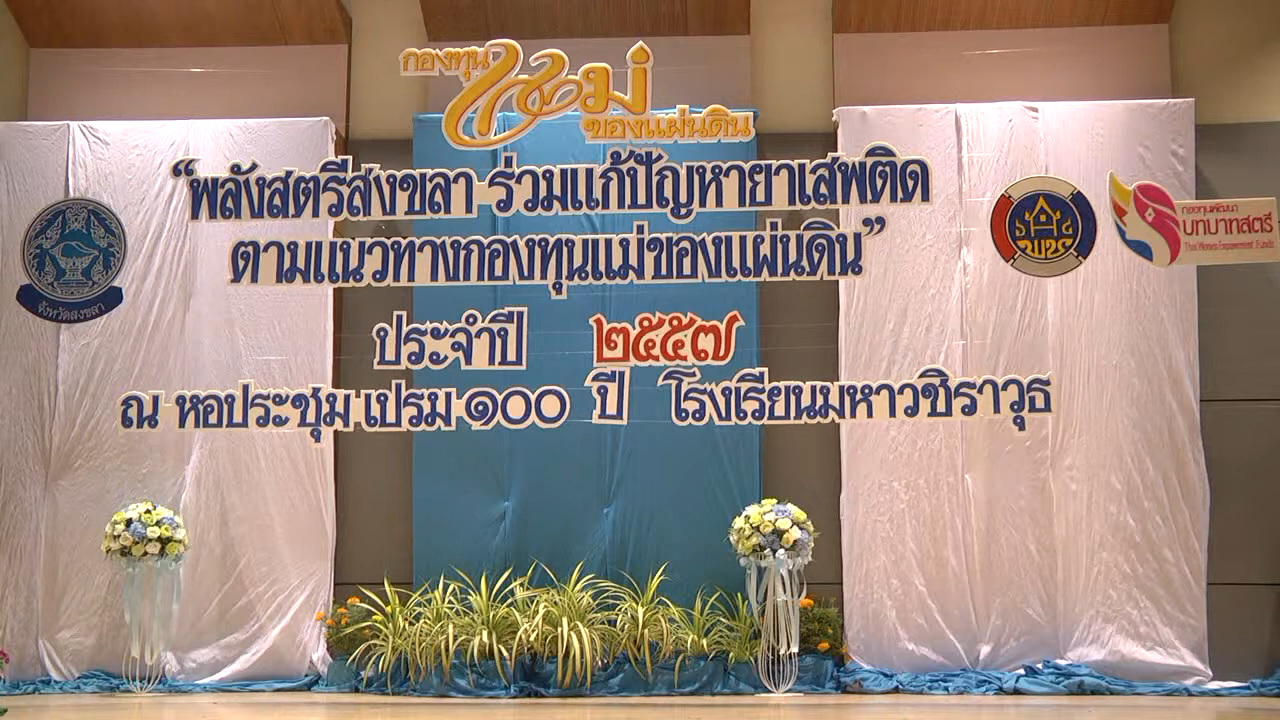 กองทุน
แม่
ของแผ่นดิน
“พลังสตรีสงขลา ร่วมแก้ปัญหายาเสพติด
ตามแนวทางกองทุนแม่ของแผ่นดิน”
ประจำปี ๒๕๕๗
ณ หอประชุม เปรม ๑๐๐ ปี โรงเรียนมหาวชิราวุธ
จังหวัดสงขลา
กองทุนพัฒนา
บทบาทสตรี
Thai Women Empowerment Funds